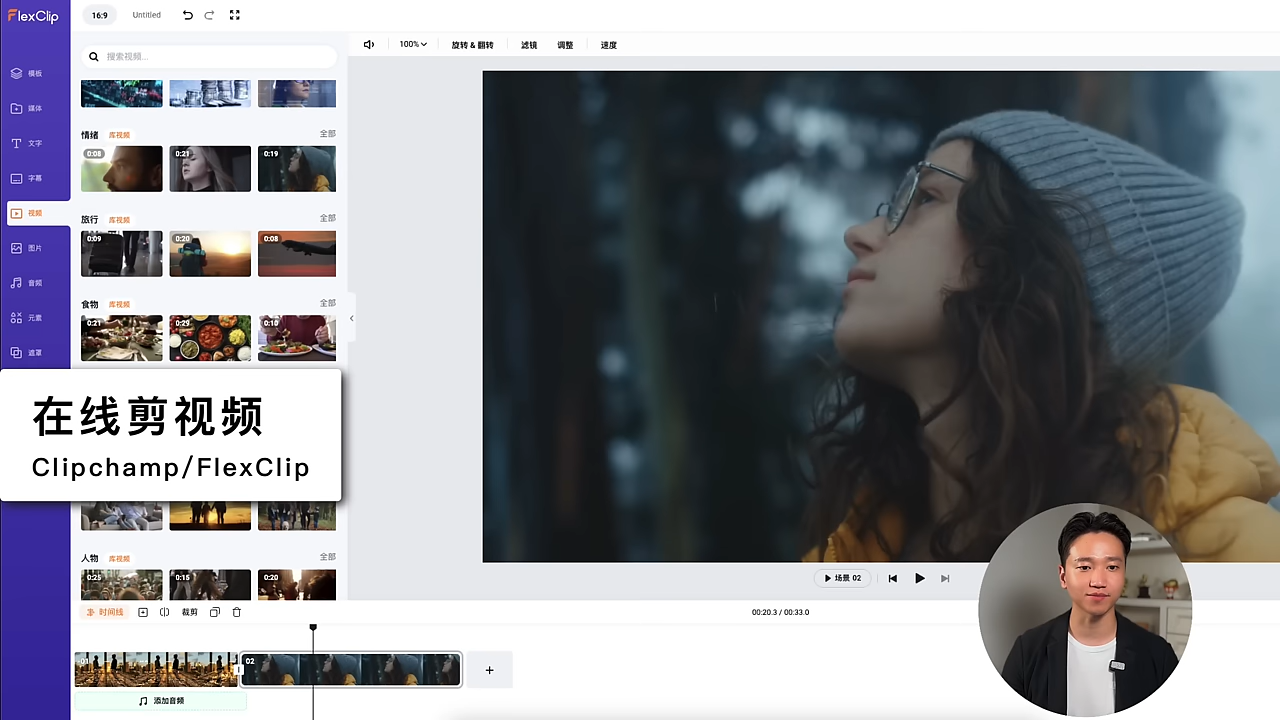 FlexClip
16:9
Untitled
100%
旋转 & 翻转
滤镜
调整
速度
搜索视频...
模板
媒体
文字
字幕
视频
图片
音频
元素
遮罩
情绪
库视频
全部
0:08
0:21
0:19
旅行
库视频
全部
0:09
0:20
0:08
食物
库视频
全部
0:21
0:29
0:10
在线剪视频
Clipchamp/FlexClip
人物
库视频
全部
0:25
0:15
0:20
场景 02
时间线
裁剪
00:20.3 / 00:33.0
01
02
+
添加音频